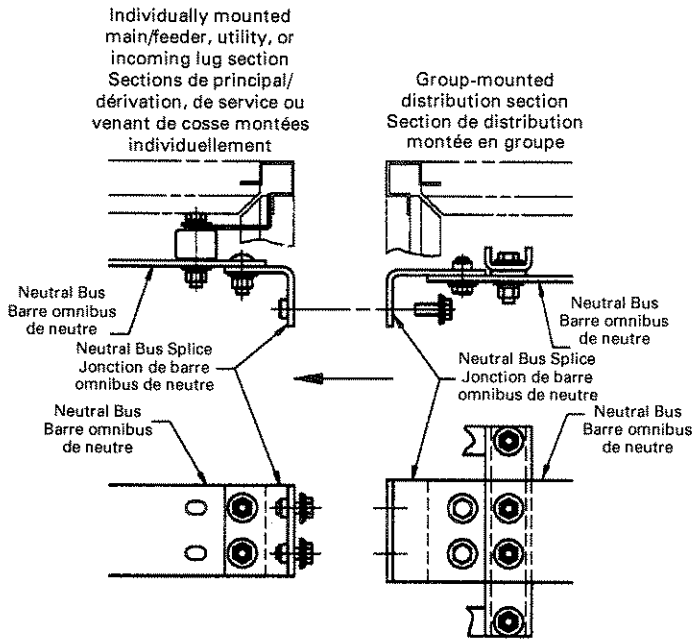 Individually mounted
main/feeder, utility, or
incoming lug section
Sections de principal/
dérivation, de service ou
venant de cosse montées
individuellement
Group-mounted
distribution section
Section de distribution
montée en groupe
Neutral Bus
Barre omnibus
de neutre
Neutral Bus
Barre omnibus
de neutre
Neutral Bus Splice
Jonction de barre
omnibus de neutre
Neutral Bus Splice
Jonction de barre
omnibus de neutre
Neutral Bus
Barre omnibus
de neutre
Neutral Bus
Barre omnibus
de neutre